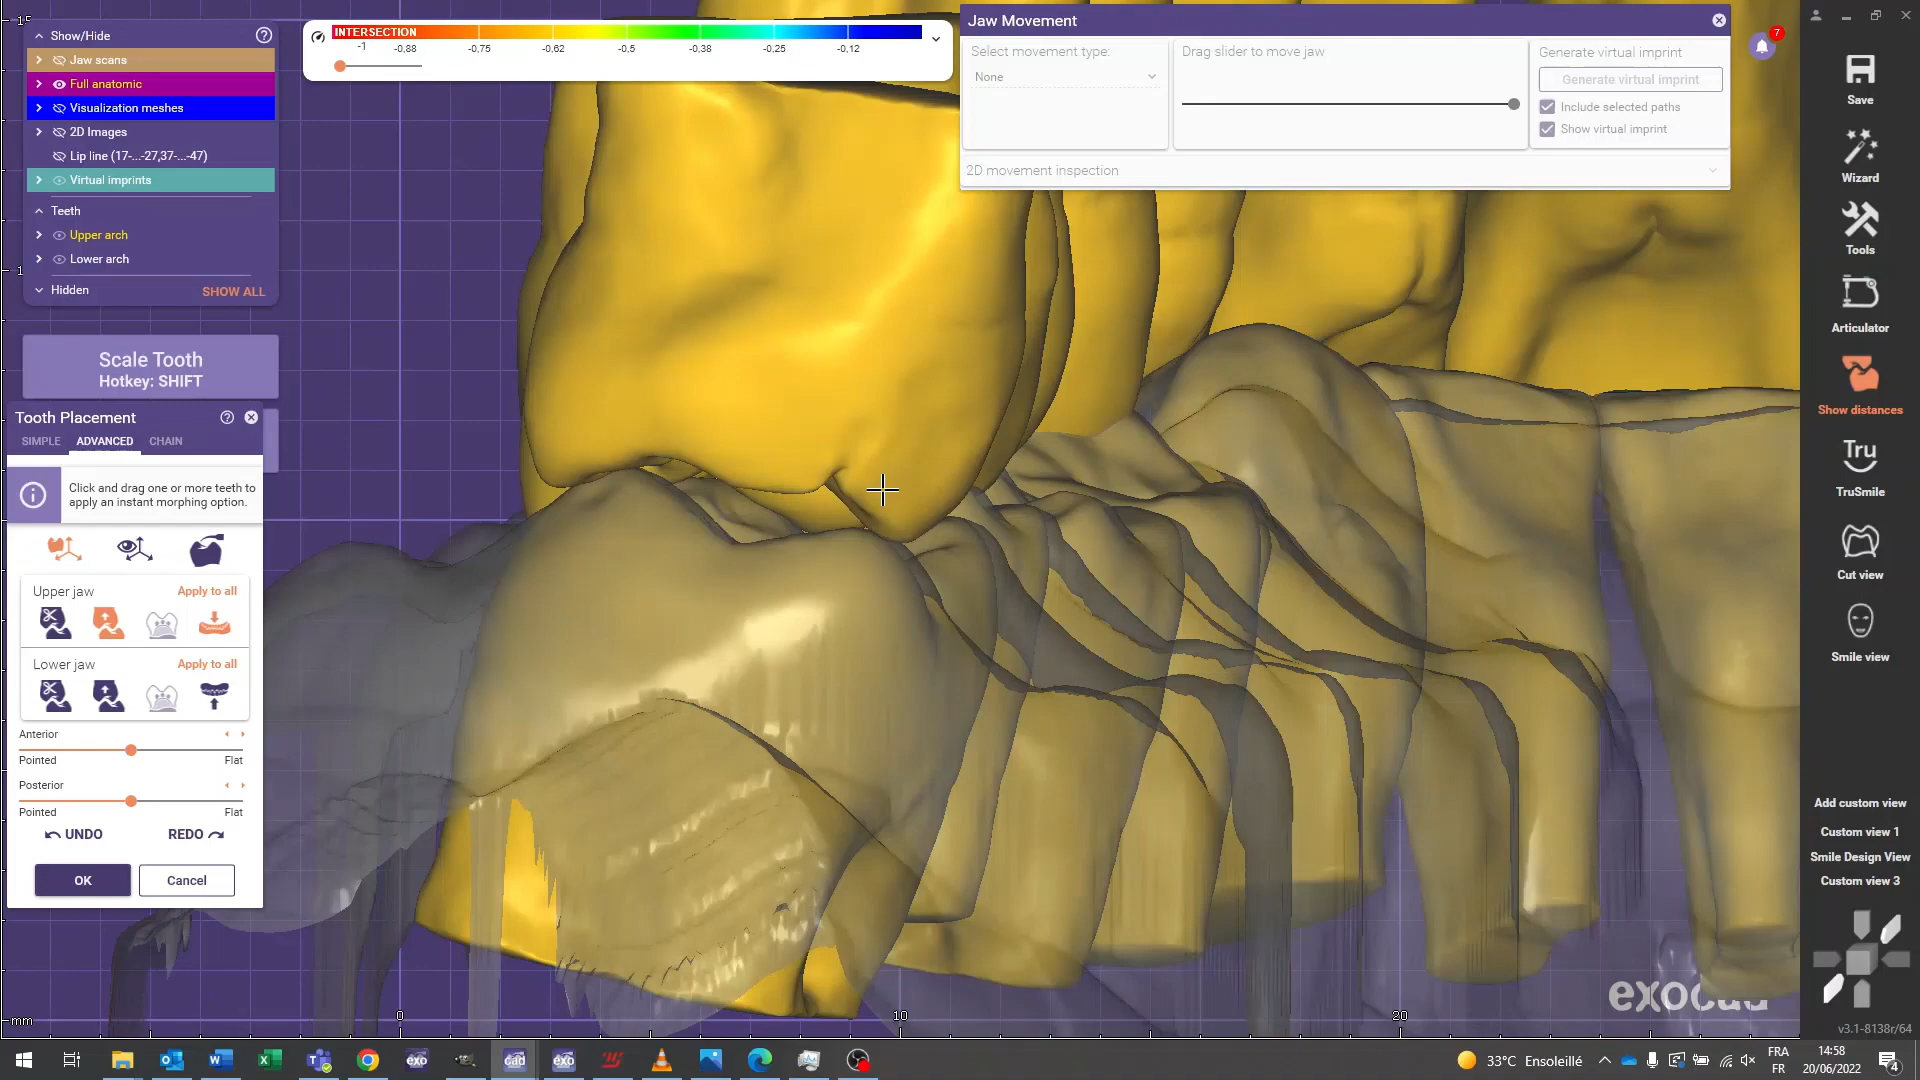 Show/Hide
Jaw scans
Full anatomic
Visualization meshes
2D Images
Lip line (17-...-27,37-...-47)
Virtual imprints
Teeth
Upper arch
Lower arch
Hidden
SHOW ALL
Scale Tooth
Hotkey: SHIFT
Tooth Placement
SIMPLE ADVANCED CHAIN
Click and drag one or more teeth to
apply an instant morphing option.
Upper jaw Apply to all
Lower jaw Apply to all
Anterior
Pointed Flat
Posterior
Pointed Flat
UNDO REDO
OK Cancel
INTERSECTION
-1 -0,88 -0,75 -0,62 -0,5 -0,38 -0,25 -0,12
Jaw Movement
Select movement type:
None
Drag slider to move jaw
Generate virtual imprint
Generate virtual imprint
Include selected paths
Show virtual imprint
2D movement inspection
7
Save
Wizard
Tools
Articulator
Show distances
Tru
TruSmile
Cut view
Smile view
Add custom view
Custom view 1
Smile Design View
Custom view 3
exocad
v3.1-8138r/64
15
mm
0 10 20
exo cad exo
33°C Ensoleillé
FRA
FR
14:58
20/06/2022
4